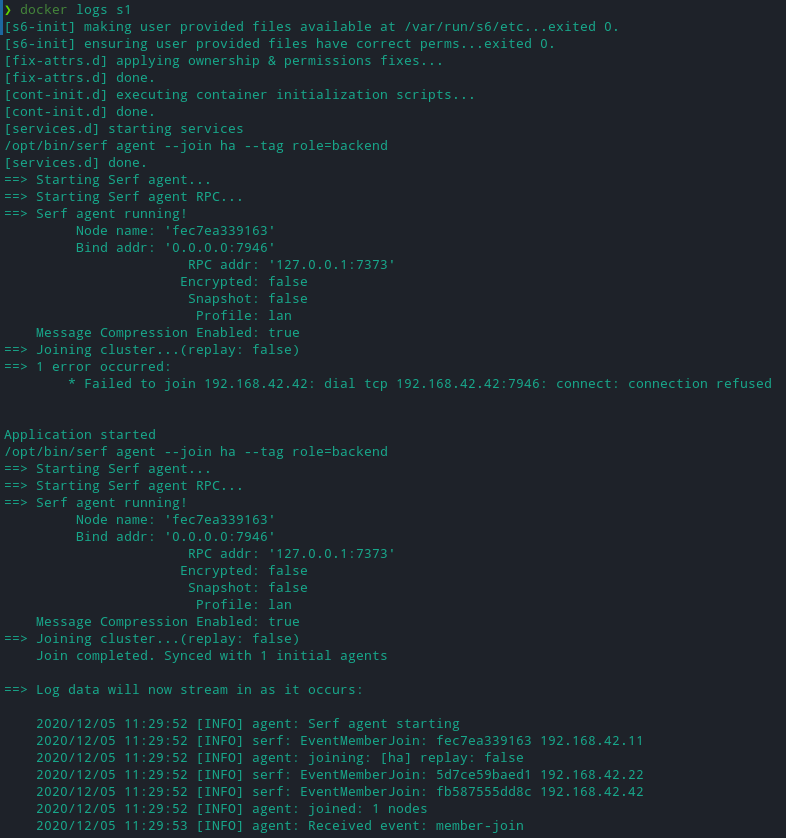 ❯ docker logs s1
[s6-init] making user provided files available at /var/run/s6/etc...exited 0.
[s6-init] ensuring user provided files have correct perms...exited 0.
[fix-attrs.d] applying ownership & permissions fixes...
[fix-attrs.d] done.
[cont-init.d] executing container initialization scripts...
[cont-init.d] done.
[services.d] starting services
/opt/bin/serf agent --join ha --tag role=backend
[services.d] done.
==> Starting Serf agent...
==> Starting Serf agent RPC...
==> Serf agent running!
         Node name: 'fec7ea339163'
         Bind addr: '0.0.0.0:7946'
                       RPC addr: '127.0.0.1:7373'
                      Encrypted: false
                       Snapshot: false
                        Profile: lan
    Message Compression Enabled: true
==> Joining cluster...(replay: false)
==> 1 error occurred:
        * Failed to join 192.168.42.42: dial tcp 192.168.42.42:7946: connect: connection refused
Application started
/opt/bin/serf agent --join ha --tag role=backend
==> Starting Serf agent...
==> Starting Serf agent RPC...
==> Serf agent running!
         Node name: 'fec7ea339163'
         Bind addr: '0.0.0.0:7946'
                       RPC addr: '127.0.0.1:7373'
                      Encrypted: false
                       Snapshot: false
                        Profile: lan
    Message Compression Enabled: true
==> Joining cluster...(replay: false)
    Join completed. Synced with 1 initial agents
==> Log data will now stream in as it occurs:
    2020/12/05 11:29:52 [INFO] agent: Serf agent starting
    2020/12/05 11:29:52 [INFO] serf: EventMemberJoin: fec7ea339163 192.168.42.11
    2020/12/05 11:29:52 [INFO] agent: joining: [ha] replay: false
    2020/12/05 11:29:52 [INFO] serf: EventMemberJoin: 5d7ce59baed1 192.168.42.22
    2020/12/05 11:29:52 [INFO] serf: EventMemberJoin: fb587555dd8c 192.168.42.42
    2020/12/05 11:29:52 [INFO] agent: joined: 1 nodes
    2020/12/05 11:29:53 [INFO] agent: Received event: member-join